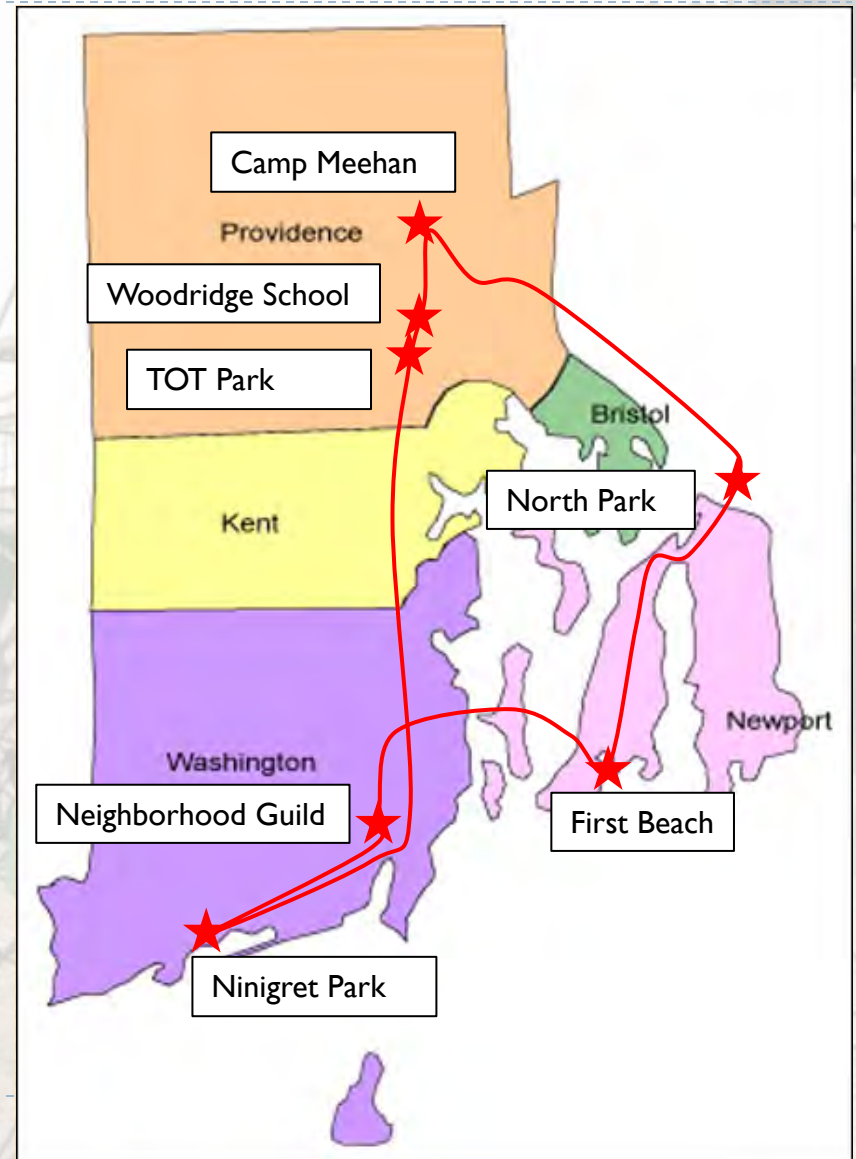 Camp Meehan
Providence
Woodridge School
TOT Park
Bristol
North Park
Kent
Newport
Washington
Neighborhood Guild
First Beach
Ninigret Park